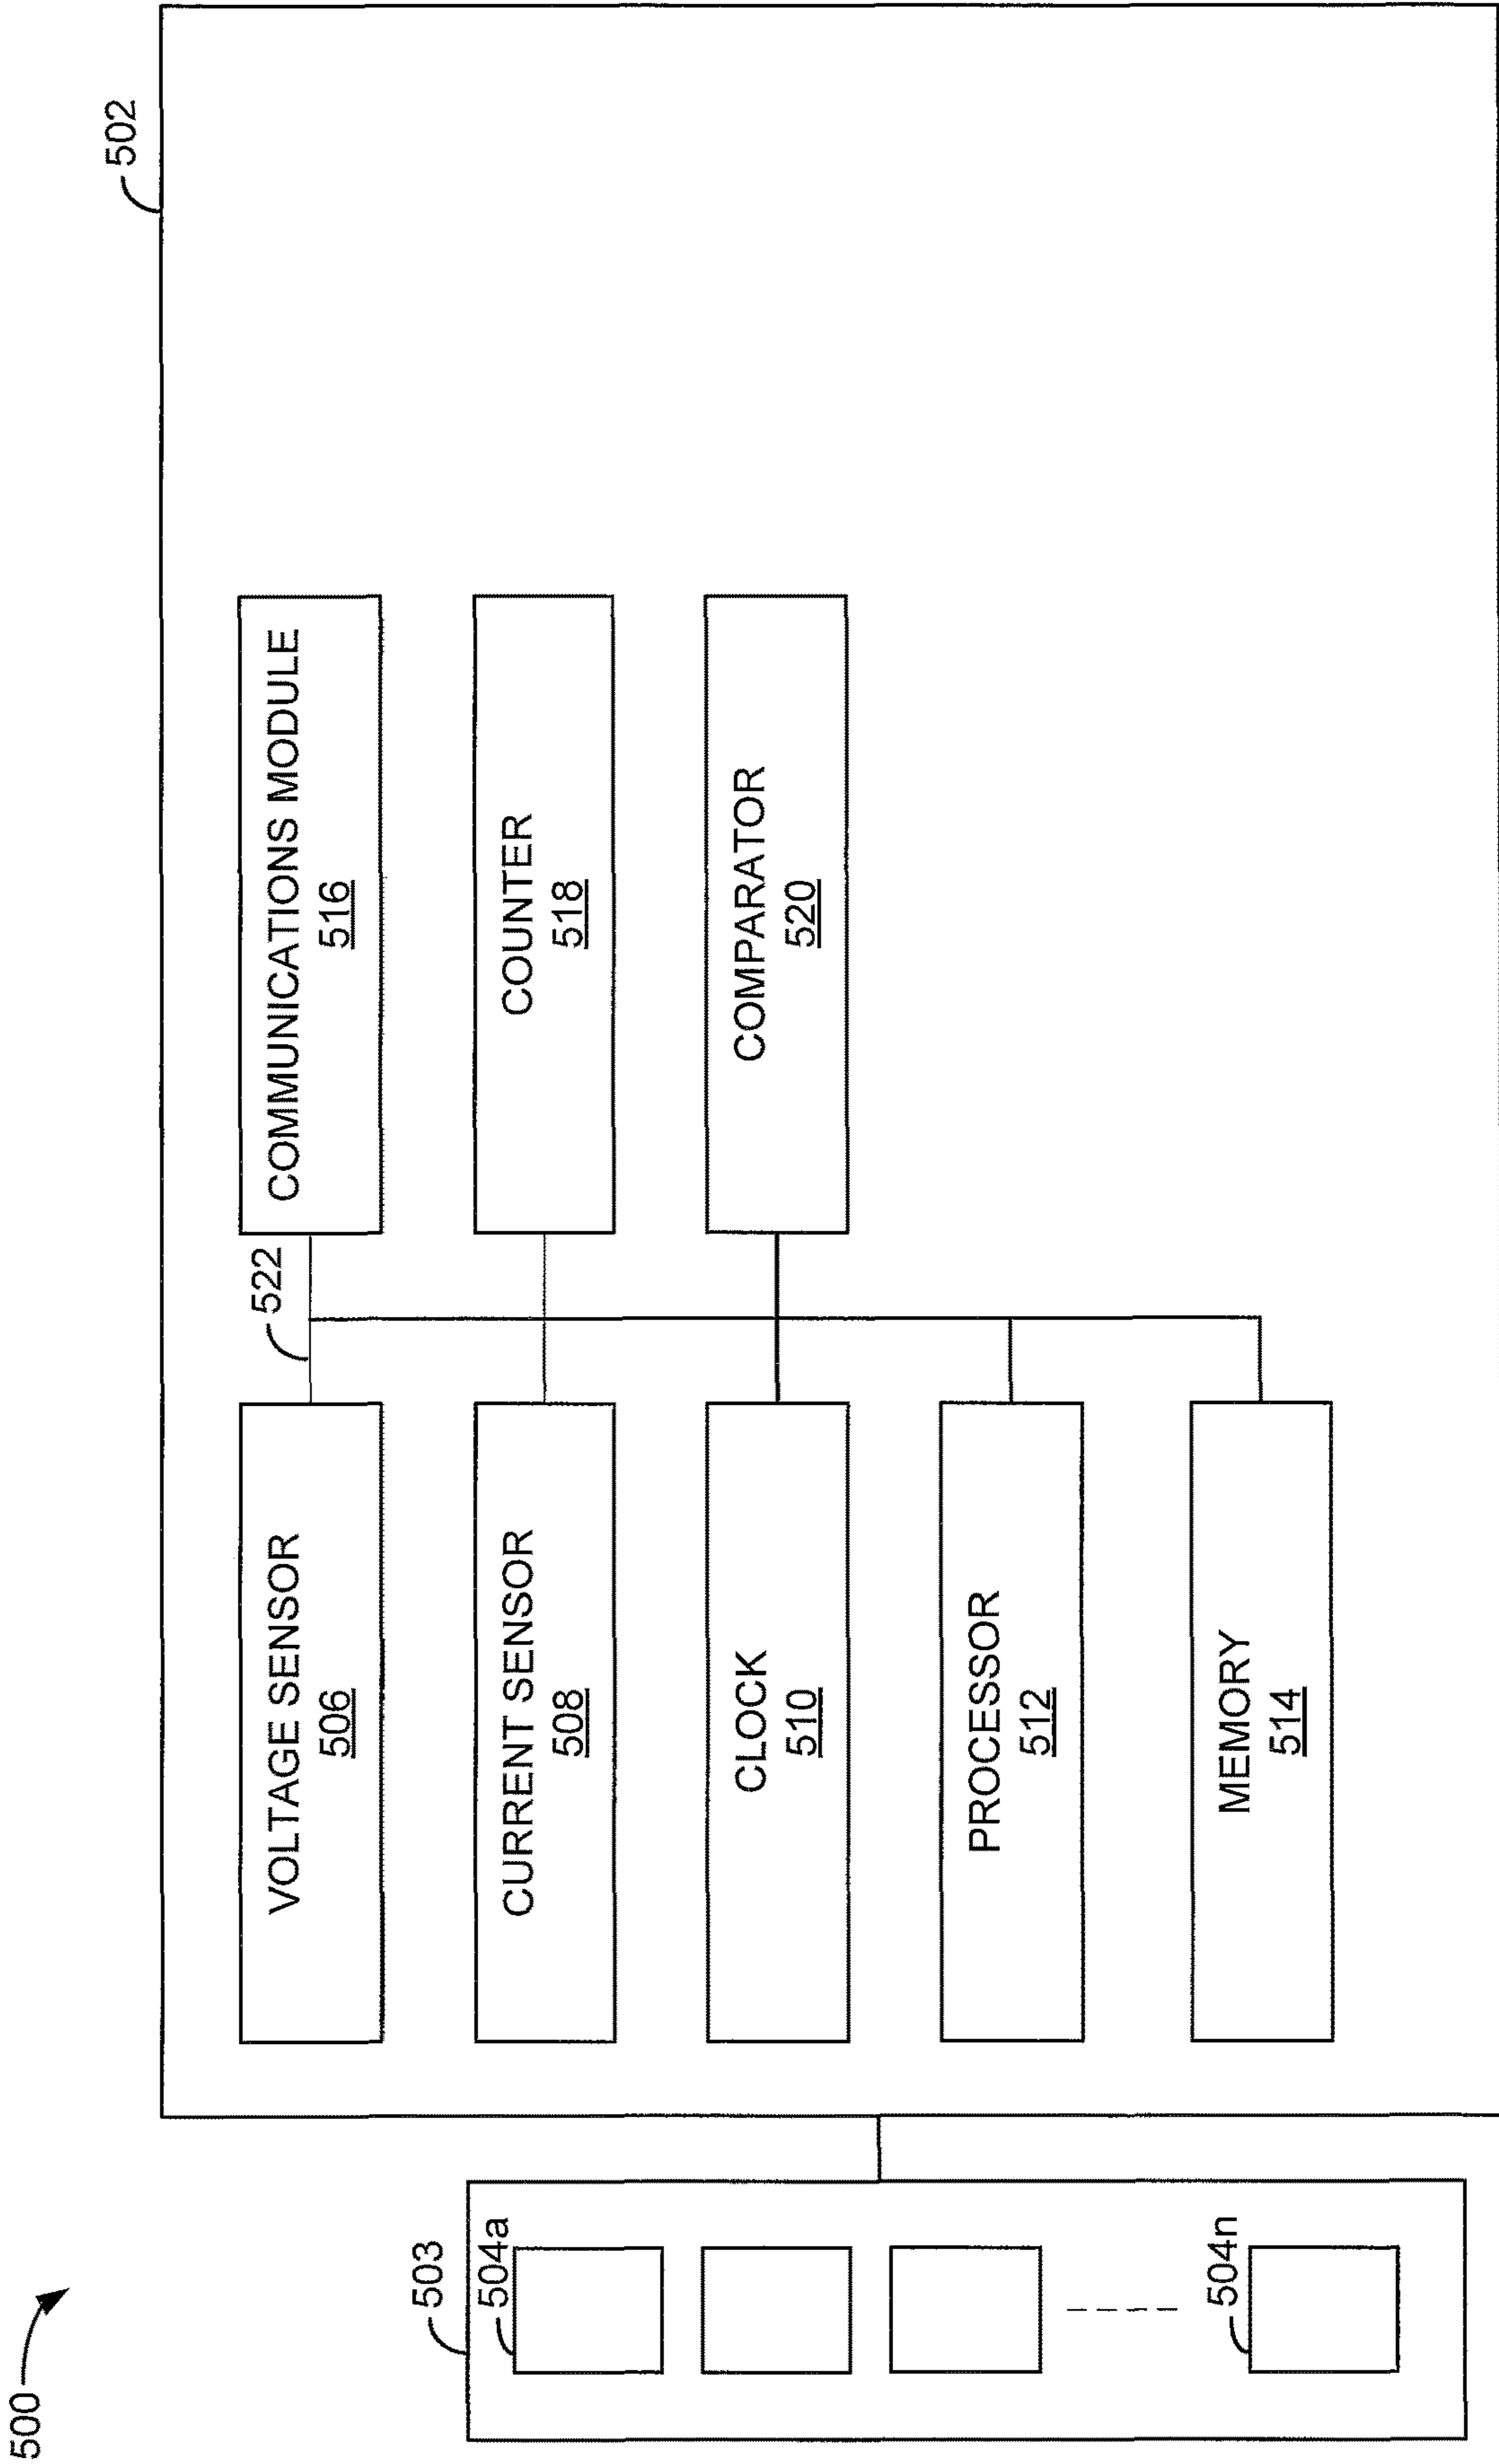 500
502
503
504a
504n
VOLTAGE SENSOR
506
CURRENT SENSOR
508
CLOCK
510
PROCESSOR
512
MEMORY
514
522
COMMUNICATIONS MODULE
516
COUNTER
518
COMPARATOR
520